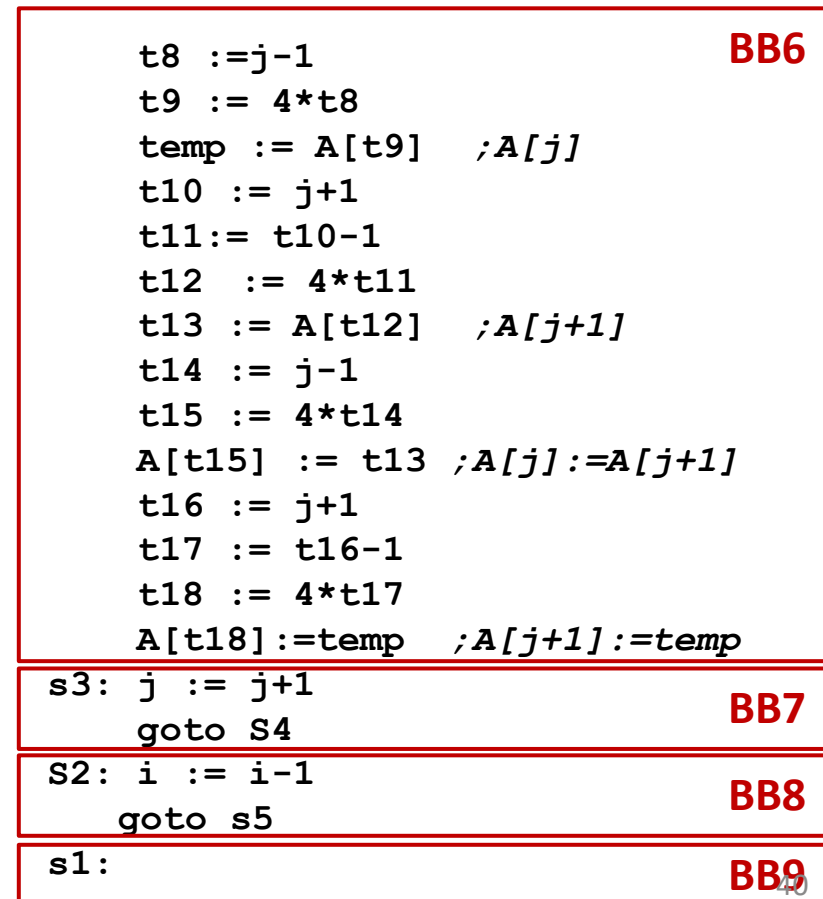 t8 :=j-1 BB6
t9 := 4*t8
temp := A[t9] ;A[j]
t10 := j+1
t11:= t10-1
t12 := 4*t11
t13 := A[t12] ;A[j+1]
t14 := j-1
t15 := 4*t14
A[t15] := t13 ;A[j]:=A[j+1]
t16 := j+1
t17 := t16-1
t18 := 4*t17
A[t18]:=temp ;A[j+1]:=temp
s3: j := j+1 BB7
goto S4
S2: i := i-1 BB8
goto s5
s1: BB9
40